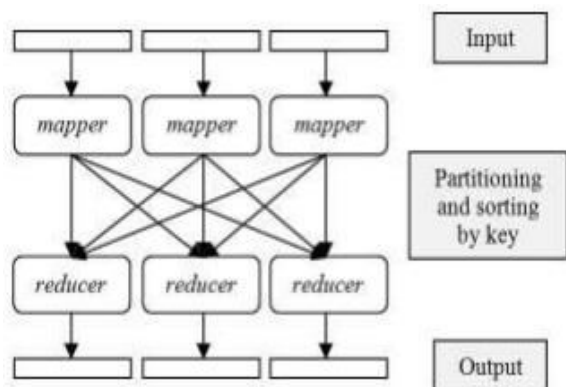 Input
mapper mapper mapper
Partitioning
and sorting
by key
reducer reducer reducer
Output